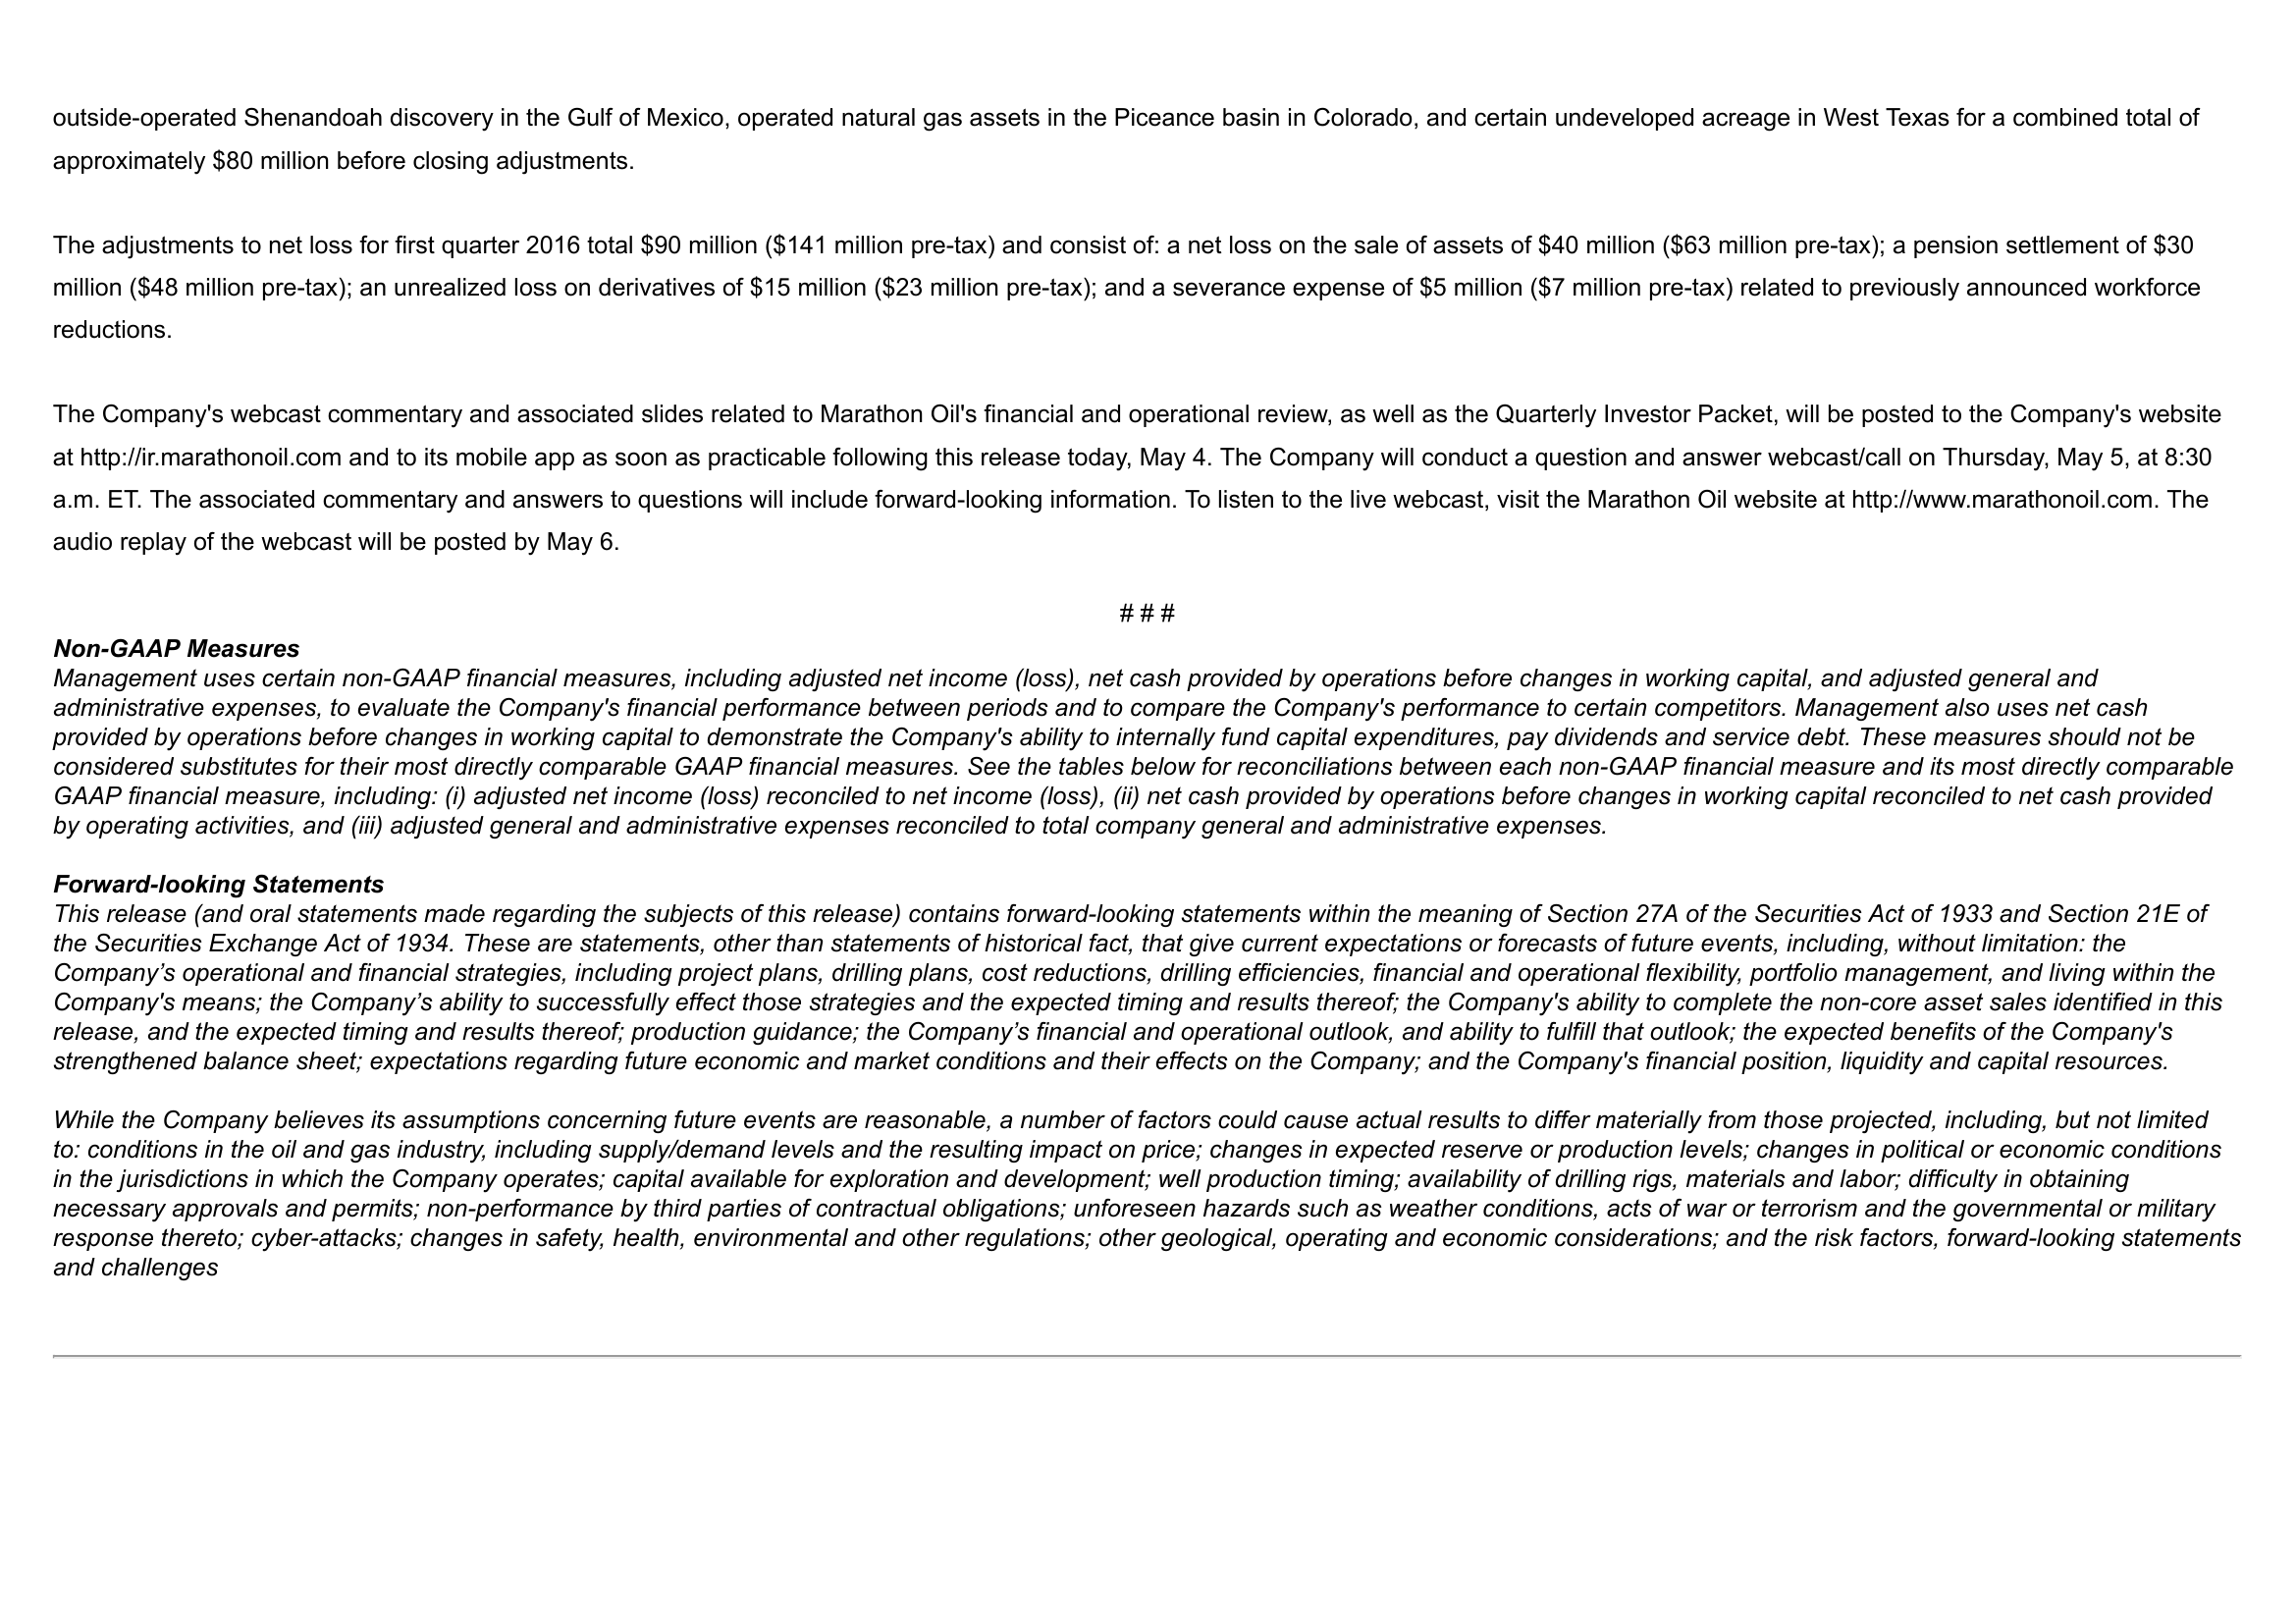 outside-operated Shenandoah discovery in the Gulf of Mexico, operated natural gas assets in the Piceance basin in Colorado, and certain undeveloped acreage in West Texas for a combined total of
approximately $80 million before closing adjustments.
The adjustments to net loss for first quarter 2016 total $90 million ($141 million pre-tax) and consist of: a net loss on the sale of assets of $40 million ($63 million pre-tax); a pension settlement of $30
million ($48 million pre-tax); an unrealized loss on derivatives of $15 million ($23 million pre-tax); and a severance expense of $5 million ($7 million pre-tax) related to previously announced workforce
reductions.
The Company's webcast commentary and associated slides related to Marathon Oil's financial and operational review, as well as the Quarterly Investor Packet, will be posted to the Company's website
at http://ir.marathonoil.com and to its mobile app as soon as practicable following this release today, May 4. The Company will conduct a question and answer webcast/call on Thursday, May 5, at 8:30
a.m. ET. The associated commentary and answers to questions will include forward-looking information. To listen to the live webcast, visit the Marathon Oil website at http://www.marathonoil.com. The
audio replay of the webcast will be posted by May 6.
# # #
Non-GAAP Measures
Management uses certain non-GAAP financial measures, including adjusted net income (loss), net cash provided by operations before changes in working capital, and adjusted general and
administrative expenses, to evaluate the Company's financial performance between periods and to compare the Company's performance to certain competitors. Management also uses net cash
provided by operations before changes in working capital to demonstrate the Company's ability to internally fund capital expenditures, pay dividends and service debt. These measures should not be
considered substitutes for their most directly comparable GAAP financial measures. See the tables below for reconciliations between each non-GAAP financial measure and its most directly comparable
GAAP financial measure, including: (i) adjusted net income (loss) reconciled to net income (loss), (ii) net cash provided by operations before changes in working capital reconciled to net cash provided
by operating activities, and (iii) adjusted general and administrative expenses reconciled to total company general and administrative expenses.
Forward-looking Statements
This release (and oral statements made regarding the subjects of this release) contains forward-looking statements within the meaning of Section 27A of the Securities Act of 1933 and Section 21E of
the Securities Exchange Act of 1934. These are statements, other than statements of historical fact, that give current expectations or forecasts of future events, including, without limitation: the
Company’s operational and financial strategies, including project plans, drilling plans, cost reductions, drilling efficiencies, financial and operational flexibility, portfolio management, and living within the
Company's means; the Company’s ability to successfully effect those strategies and the expected timing and results thereof; the Company's ability to complete the non-core asset sales identified in this
release, and the expected timing and results thereof; production guidance; the Company’s financial and operational outlook, and ability to fulfill that outlook; the expected benefits of the Company's
strengthened balance sheet; expectations regarding future economic and market conditions and their effects on the Company; and the Company's financial position, liquidity and capital resources.
While the Company believes its assumptions concerning future events are reasonable, a number of factors could cause actual results to differ materially from those projected, including, but not limited
to: conditions in the oil and gas industry, including supply/demand levels and the resulting impact on price; changes in expected reserve or production levels; changes in political or economic conditions
in the jurisdictions in which the Company operates; capital available for exploration and development; well production timing; availability of drilling rigs, materials and labor; difficulty in obtaining
necessary approvals and permits; non-performance by third parties of contractual obligations; unforeseen hazards such as weather conditions, acts of war or terrorism and the governmental or military
response thereto; cyber-attacks; changes in safety, health, environmental and other regulations; other geological, operating and economic considerations; and the risk factors, forward-looking statements
and challenges